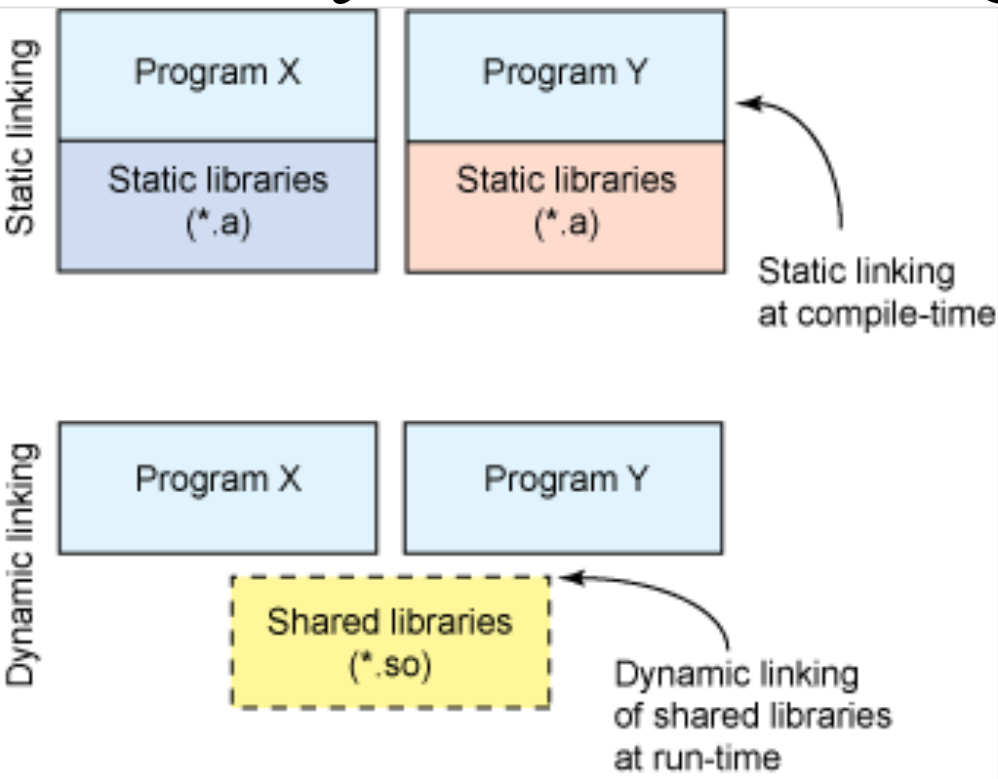 Static linking
Program X
Program Y
Static libraries
(*.a)
Static libraries
(*.a)
Static linking
at compile-time
Dynamic linking
Program X
Program Y
Shared libraries
(*.so)
Dynamic linking
of shared libraries
at run-time